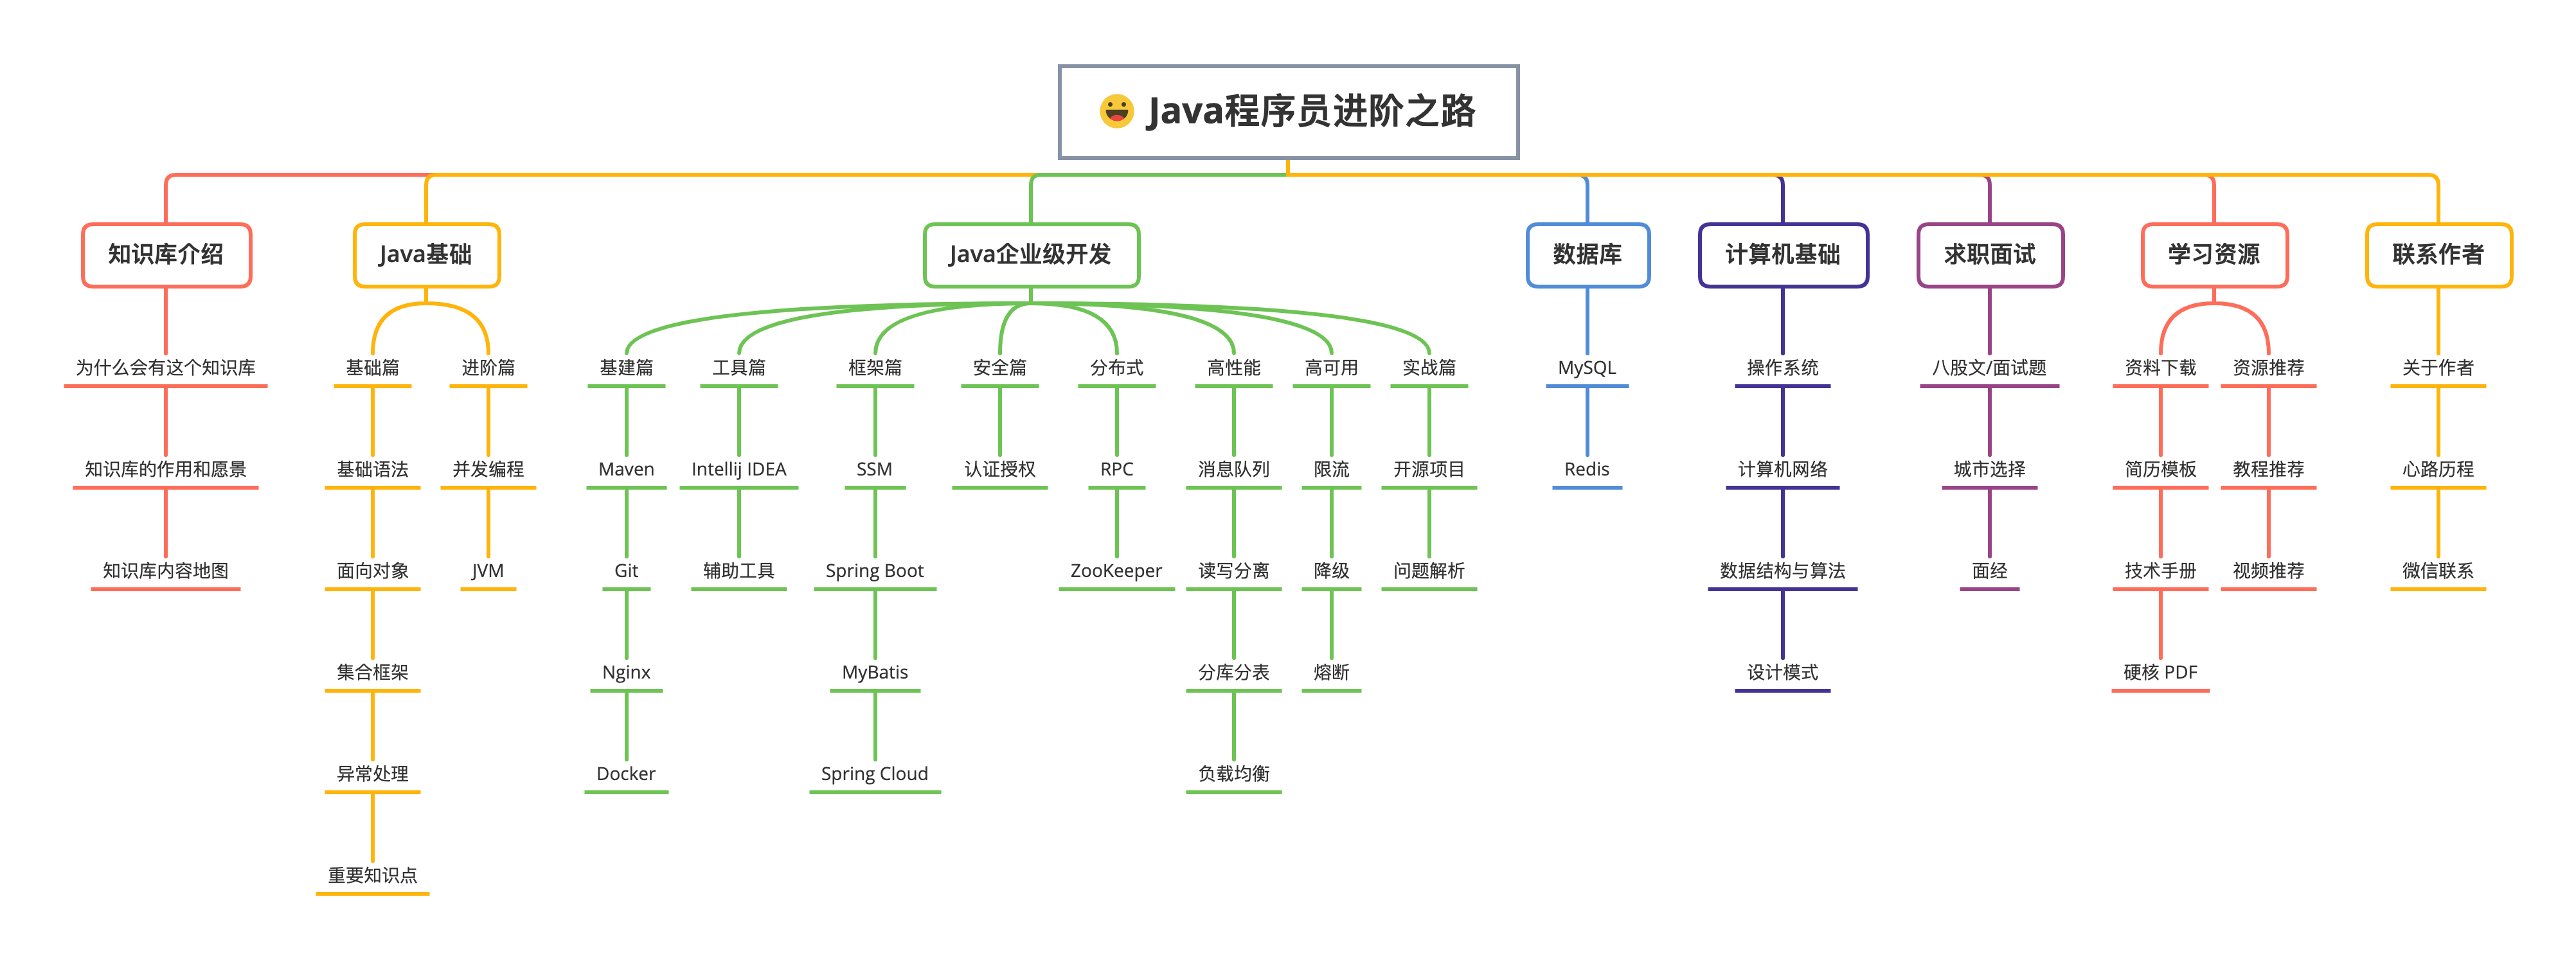 Java程序员进阶之路
知识库介绍
为什么会有这个知识库
知识库的作用和愿景
知识库内容地图
Java基础
基础篇
基础语法
面向对象
集合框架
异常处理
重要知识点
进阶篇
并发编程
JVM
Java企业级开发
基建篇
Maven
Git
Nginx
Docker
工具篇
Intellij IDEA
辅助工具
框架篇
SSM
Spring Boot
MyBatis
Spring Cloud
安全篇
认证授权
分布式
RPC
ZooKeeper
高性能
消息队列
读写分离
分库分表
负载均衡
高可用
限流
降级
熔断
实战篇
开源项目
问题解析
数据库
MySQL
Redis
计算机基础
操作系统
计算机网络
数据结构与算法
设计模式
求职面试
八股文/面试题
城市选择
面经
学习资源
资料下载
简历模板
技术手册
硬核 PDF
资源推荐
教程推荐
视频推荐
联系作者
关于作者
心路历程
微信联系